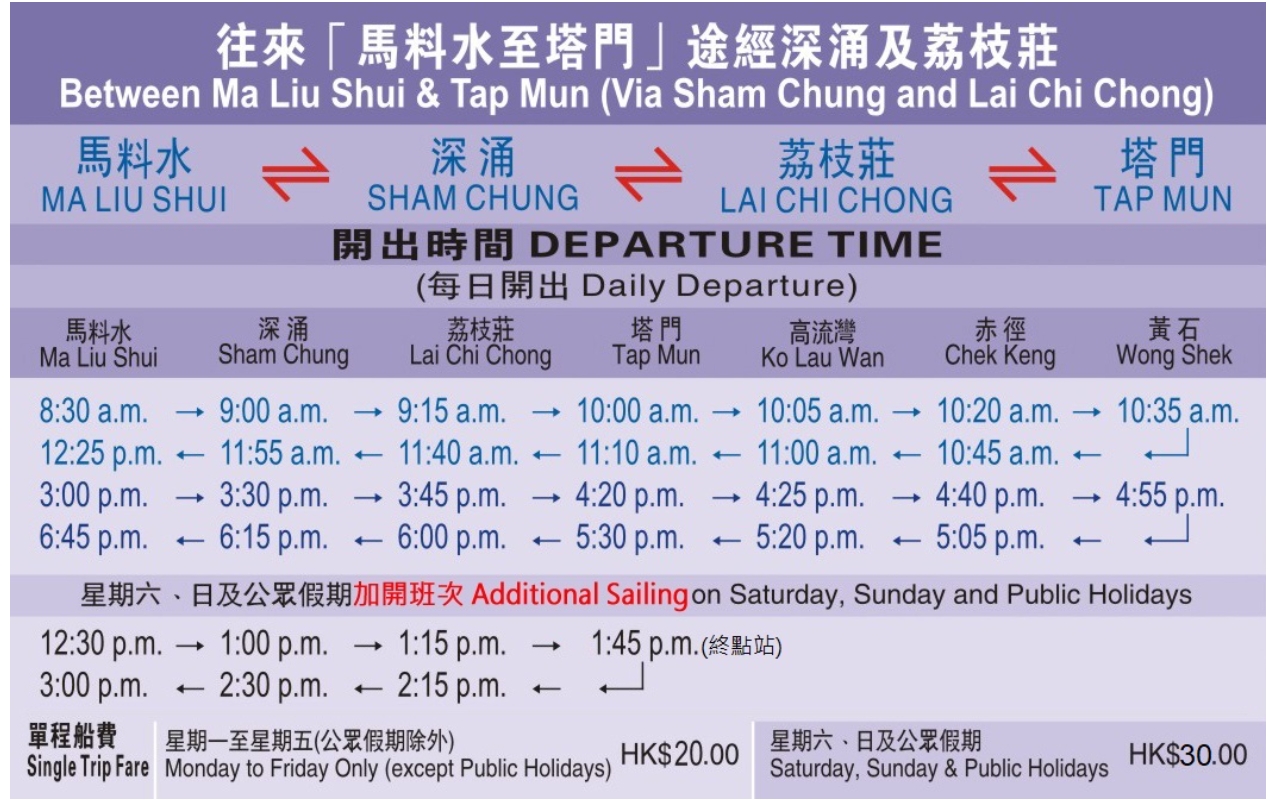 往來「馬料水至塔門」途經深涌及荔枝莊
Between Ma Liu Shui & Tap Mun (Via Sham Chung and Lai Chi Chong)
馬料水 ⇌ 深涌 ⇌ 荔枝莊 ⇌ 塔門
MA LIU SHUI SHAM CHUNG LAI CHI CHONG TAP MUN
開出時間 DEPARTURE TIME
(每日開出 Daily Departure)
馬料水 深涌 荔枝莊 塔門 高流灣 赤徑 黃石
Ma Liu Shui Sham Chung Lai Chi Chong Tap Mun Ko Lau Wan Chek Keng Wong Shek
8:30 a.m. → 9:00 a.m. → 9:15 a.m. → 10:00 a.m. → 10:05 a.m. → 10:20 a.m. → 10:35 a.m.
12:25 p.m. ← 11:55 a.m. ← 11:40 a.m. ← 11:10 a.m. ← 11:00 a.m. ← 10:45 a.m. ←
3:00 p.m. → 3:30 p.m. → 3:45 p.m. → 4:20 p.m. → 4:25 p.m. → 4:40 p.m. → 4:55 p.m.
6:45 p.m. ← 6:15 p.m. ← 6:00 p.m. ← 5:30 p.m. ← 5:20 p.m. ← 5:05 p.m. ←
星期六、日及公眾假期加開班次 Additional Sailing on Saturday, Sunday and Public Holidays
12:30 p.m. → 1:00 p.m. → 1:15 p.m. → 1:45 p.m.(終點站)
3:00 p.m. ← 2:30 p.m. ← 2:15 p.m. ←
單程船費
Single Trip Fare
星期一至星期五(公眾假期除外)
Monday to Friday Only (except Public Holidays)
HK$20.00
星期六、日及公眾假期
Saturday, Sunday & Public Holidays
HK$30.00